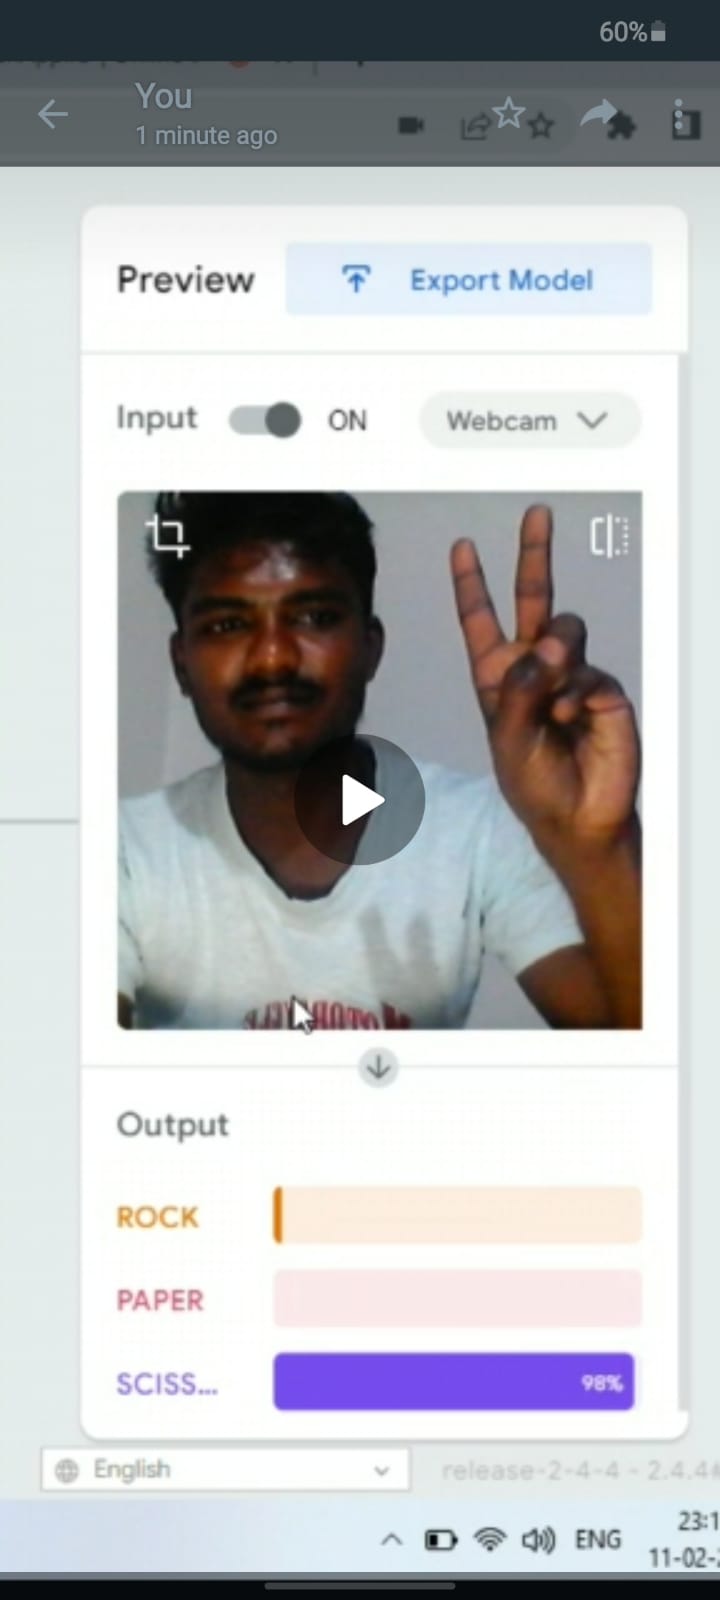 60%
You
1 minute ago
Preview
Export Model
Input ON Webcam
Output
ROCK
PAPER
SCISS... 98%
English
release-2-4-4 - 2.4.4#
ENG
23:1
11-02-